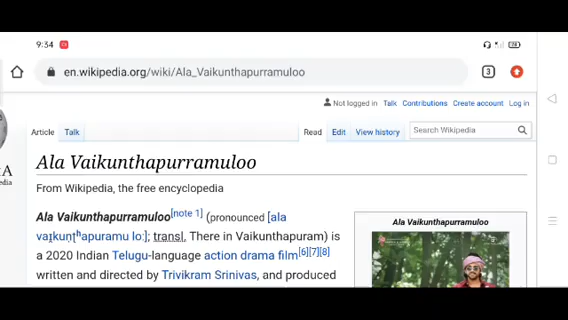 9:34
en.wikipedia.org/wiki/Ala_Vaikunthapurramuloo
3
Not logged in Talk Contributions Create account Log in
Article Talk Read Edit View history Search Wikipedia
A
edia
Ala Vaikunthapurramuloo
From Wikipedia, the free encyclopedia
Ala Vaikunthapurramuloo[note 1] (pronounced [ala
transl. There in Vaikunthapuram) is
a 2020 Indian Telugu-language action drama film[6][7][8]
written and directed by Trivikram Srinivas, and produced
Ala Vaikunthapurramuloo